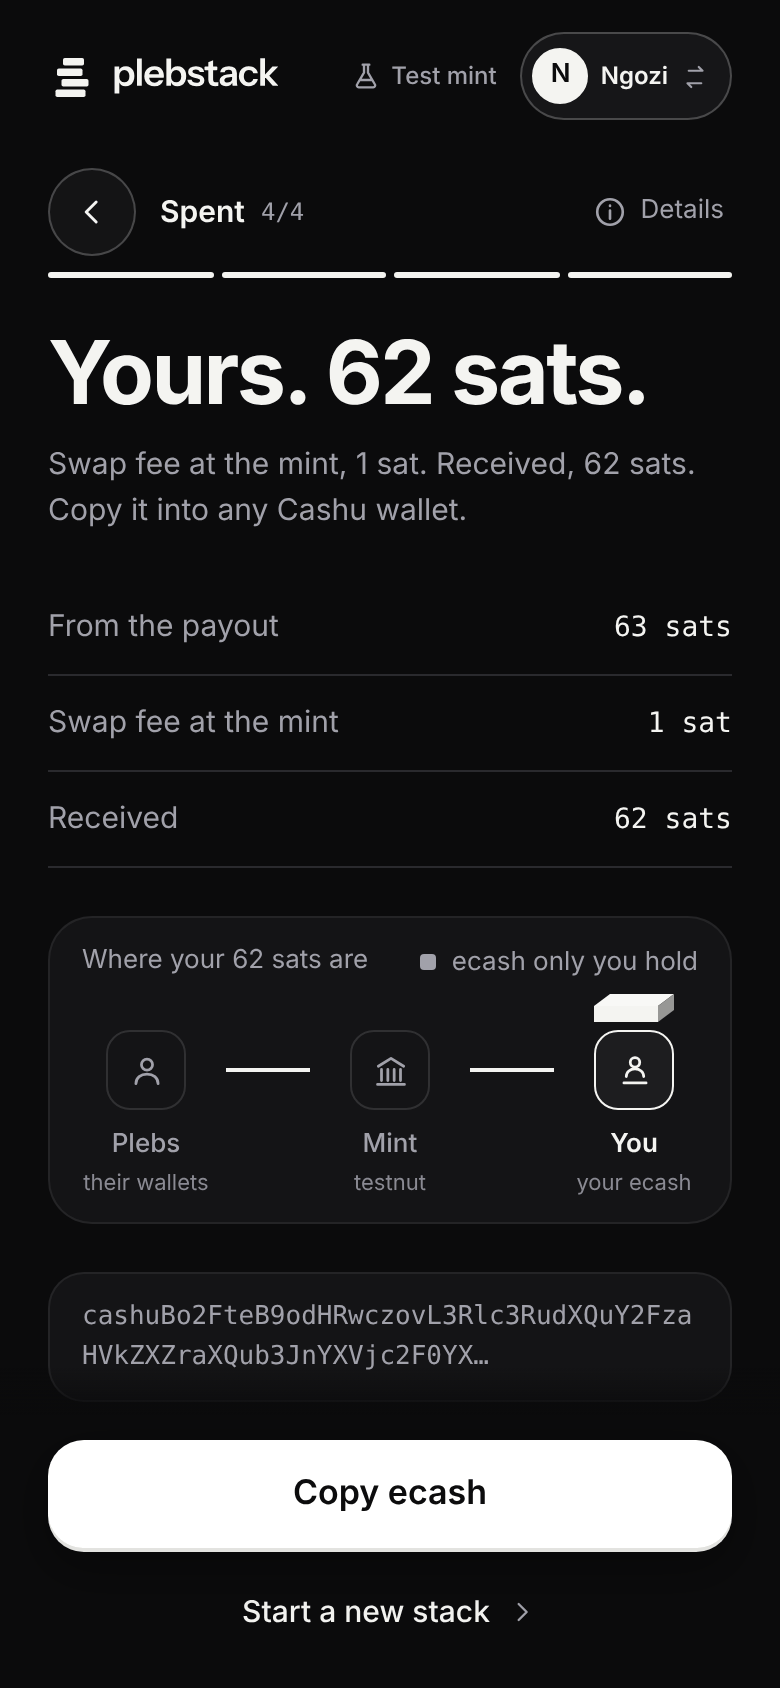 plebstack
Test mint
N
Ngozi
Spent 4/4
Details
Yours. 62 sats.
Swap fee at the mint, 1 sat. Received, 62 sats.
Copy it into any Cashu wallet.
From the payout 63 sats
Swap fee at the mint 1 sat
Received 62 sats
Where your 62 sats are
ecash only you hold
Plebs
their wallets
Mint
testnut
You
your ecash
cashuBo2FteB9odHRwczovL3Rlc3RudXQuY2Fza
HVkZXZraXQub3JnYXVjc2F0YX…
Copy ecash
Start a new stack